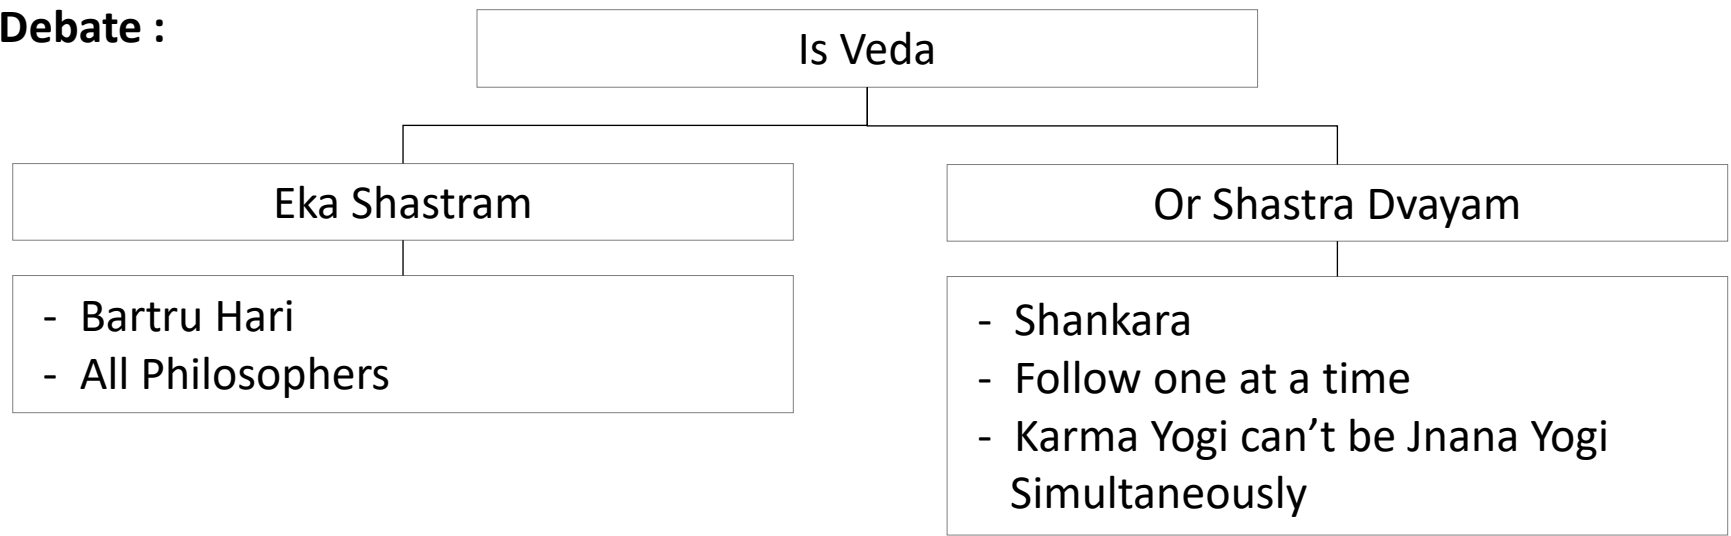 Debate :
Is Veda
Eka Shastram
Or Shastra Dvayam
- Bartru Hari
- All Philosophers
- Shankara
- Follow one at a time
- Karma Yogi can’t be Jnana Yogi
Simultaneously